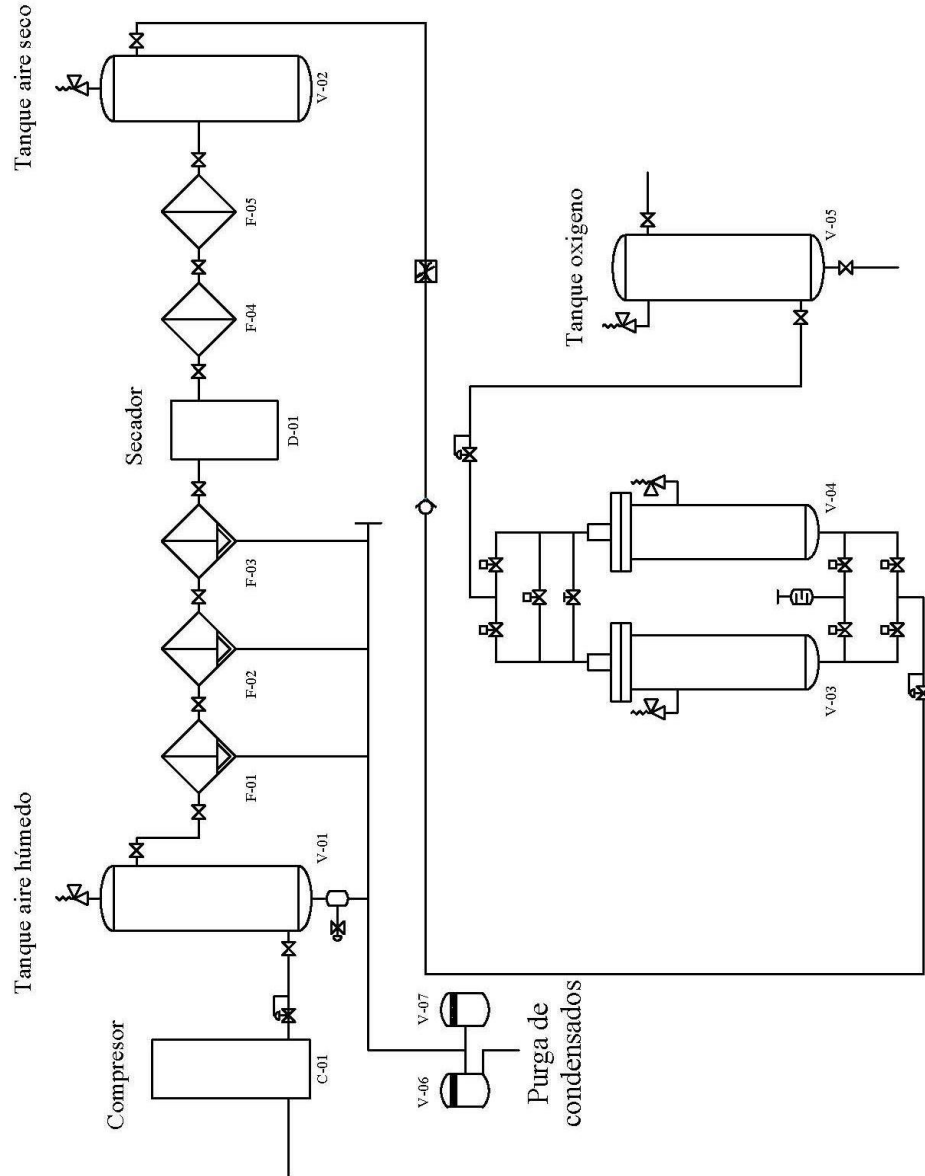 Tanque aire húmedo
Tanque aire seco
Compresor
C-01
V-01
F-01
F-02
F-03
Secador
D-01
F-04
F-05
V-02
Tanque oxigeno
V-05
V-03
V-04
V-06
V-07
Purga de
condensados